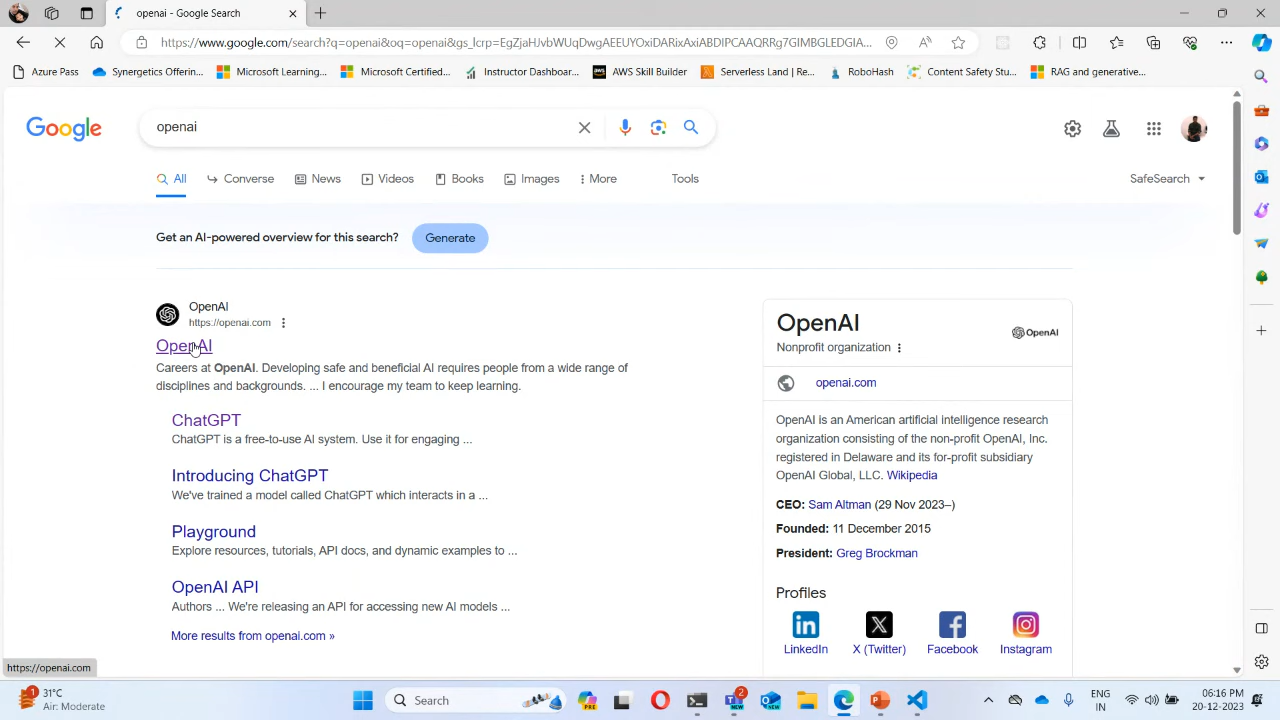 openai - Google Search
https://www.google.com/search?q=openai&oq=openai&gs_lcrp=EgZjaHJvbWUqDwgAEEUYOxiDARixAxiABDIPCAAQRRg7GIMBGLEDGIA...
Azure Pass
Synergetic Offerin...
Microsoft Learning...
Microsoft Certified...
Instructor Dashboar...
AWS Skill Builder
Serverless Land | Re...
RoboHash
Content Safety Stu...
RAG and generative...
Google
openai
All
Converse
News
Videos
Books
Images
More
Tools
SafeSearch
Get an AI-powered overview for this search?
Generate
OpenAI
https://openai.com
OpenAI
Careers at OpenAI. Developing safe and beneficial AI requires people from a wide range of
disciplines and backgrounds. ... I encourage my team to keep learning.
ChatGPT
ChatGPT is a free-to-use AI system. Use it for engaging ...
Introducing ChatGPT
We've trained a model called ChatGPT which interacts in a ...
Playground
Explore resources, tutorials, API docs, and dynamic examples to ...
OpenAI API
Authors ... We're releasing an API for accessing new AI models ...
More results from openai.com »
OpenAI
Nonprofit organization
OpenAI
openai.com
OpenAI is an American artificial intelligence research
organization consisting of the non-profit OpenAI, Inc.
registered in Delaware and its for-profit subsidiary
OpenAI Global, LLC. Wikipedia
CEO: Sam Altman (29 Nov 2023–)
Founded: 11 December 2015
President: Greg Brockman
Profiles
LinkedIn
X (Twitter)
Facebook
Instagram
https://openai.com
1
31°C
Air: Moderate
Search
PRE
NEW
2
NEW
ENG
IN
06:16 PM
20-12-2023